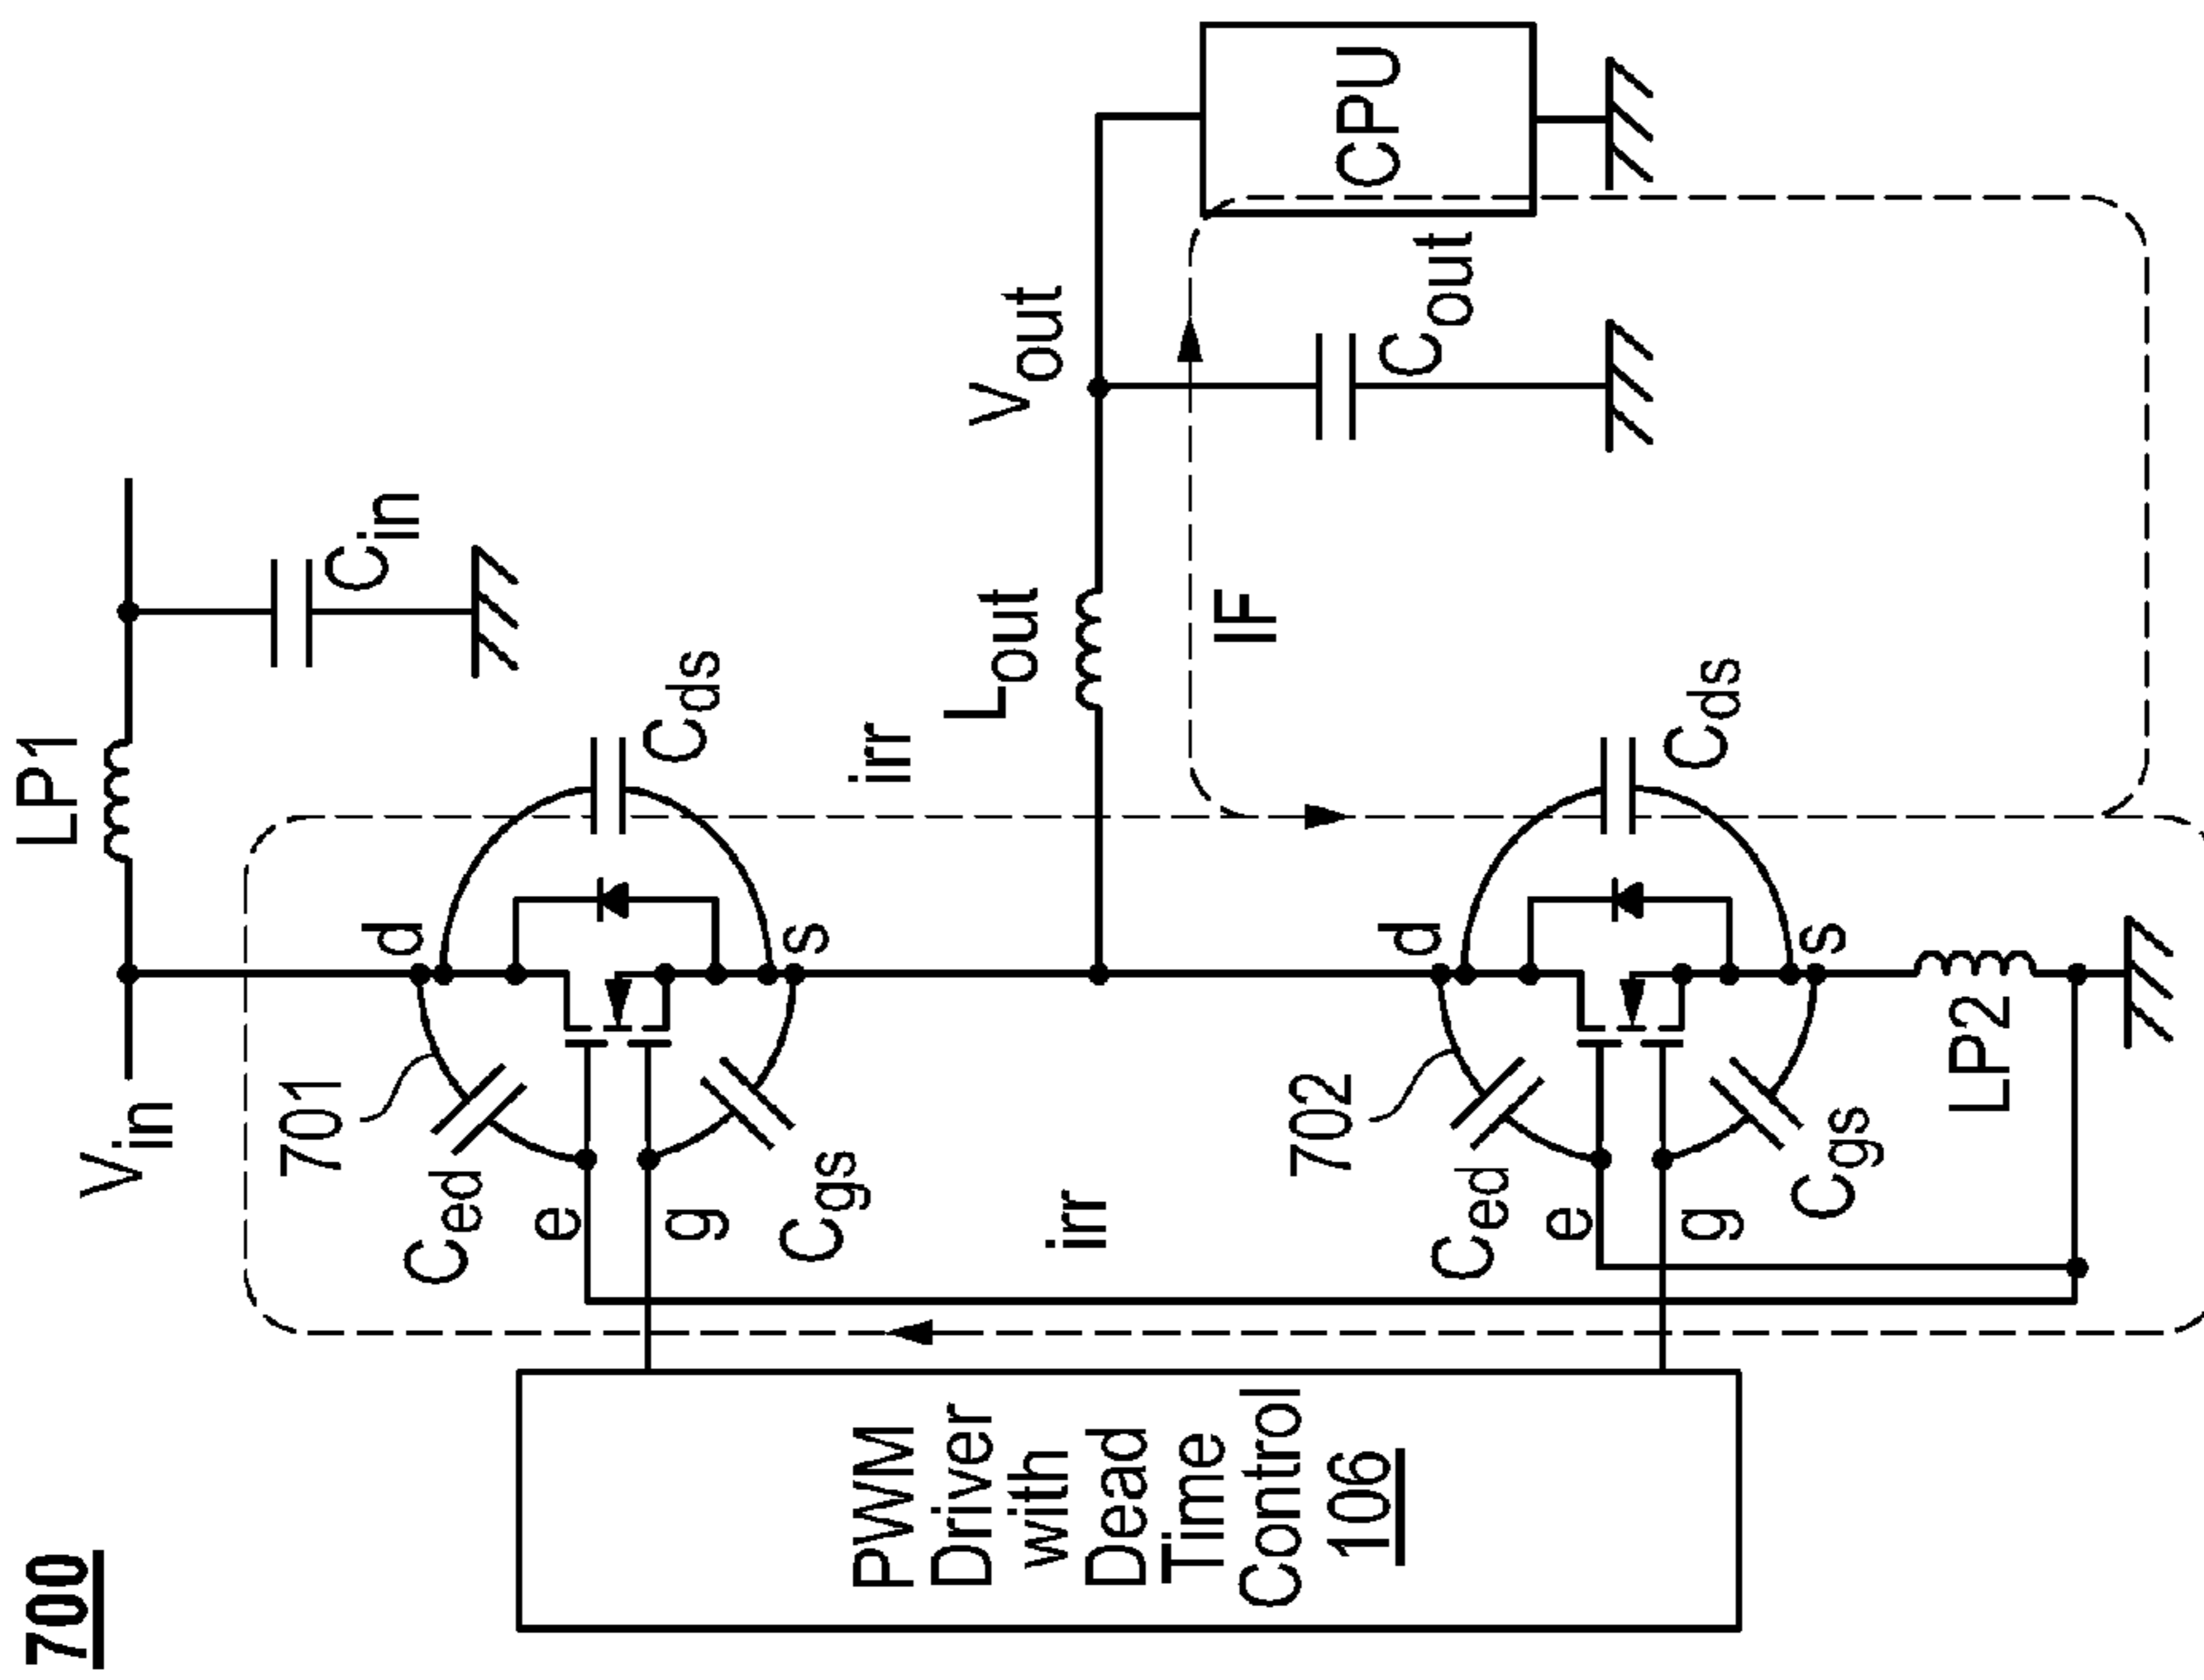 700
LP1
Vin
Cin
d
701
Ced
e
g
Cgs
s
Cds
irr
irr
Lout
Vout
IF
Cout
CPU
d
702
Ced
e
g
Cgs
s
Cds
LP2
PWM
Driver
with
Dead
Time
Control
106